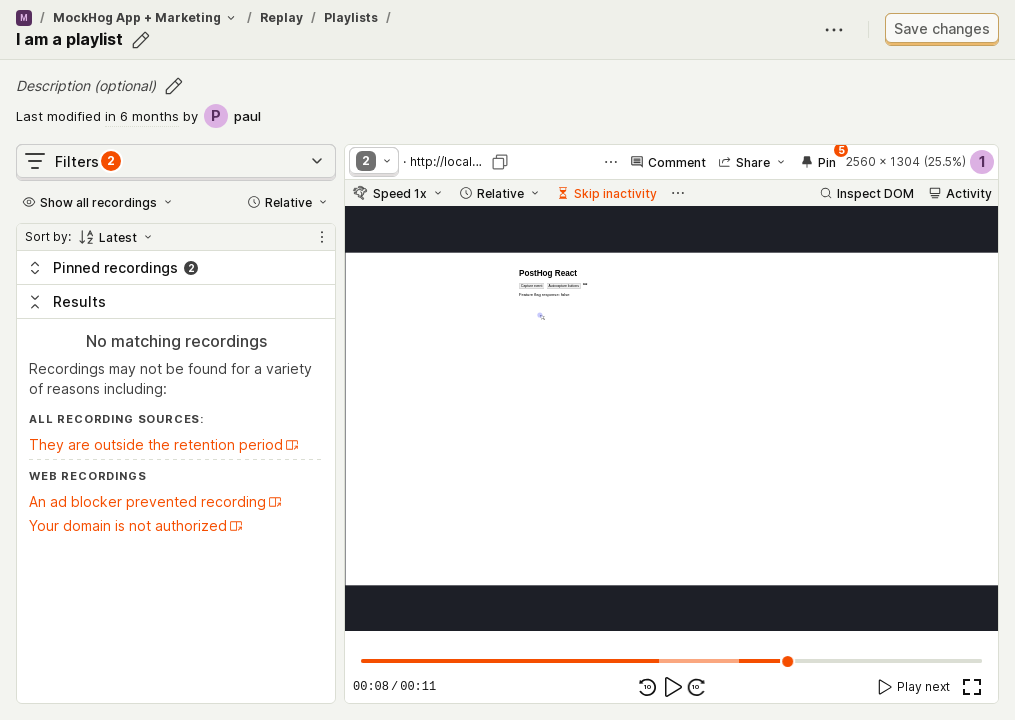 M / MockHog App + Marketing / Replay / Playlists /
I am a playlist
Save changes
Description (optional)
Last modified in 6 months by P paul
Filters 2
Show all recordings
Relative
Sort by: Latest
Pinned recordings 2
Results
No matching recordings
Recordings may not be found for a variety
of reasons including:
ALL RECORDING SOURCES:
They are outside the retention period
WEB RECORDINGS
An ad blocker prevented recording
Your domain is not authorized
2 · http://local... Comment Share Pin 5 2560 × 1304 (25.5%) 1
Speed 1x Relative Skip inactivity Inspect DOM Activity
PostHog React
Capture event Autocapture buttons
Feature flag response: false
00:08 / 00:11
10 10
Play next